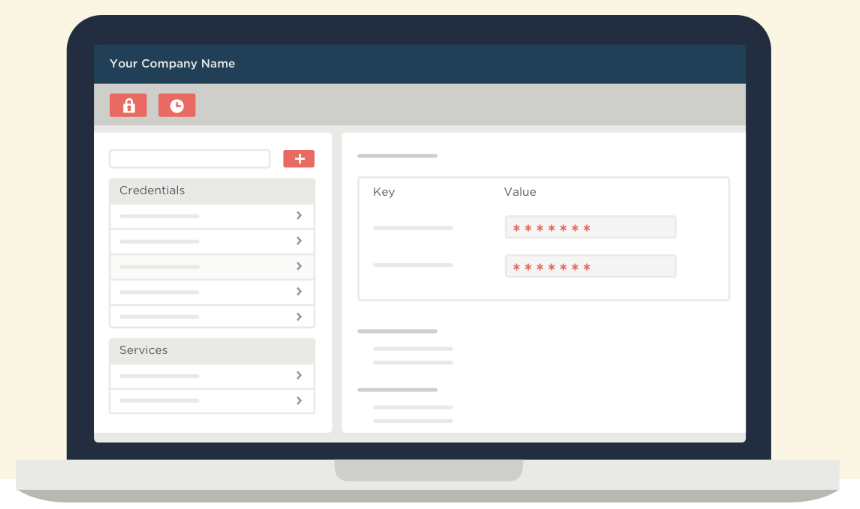 Your Company Name
Credentials
Key Value
*******
*******
Services